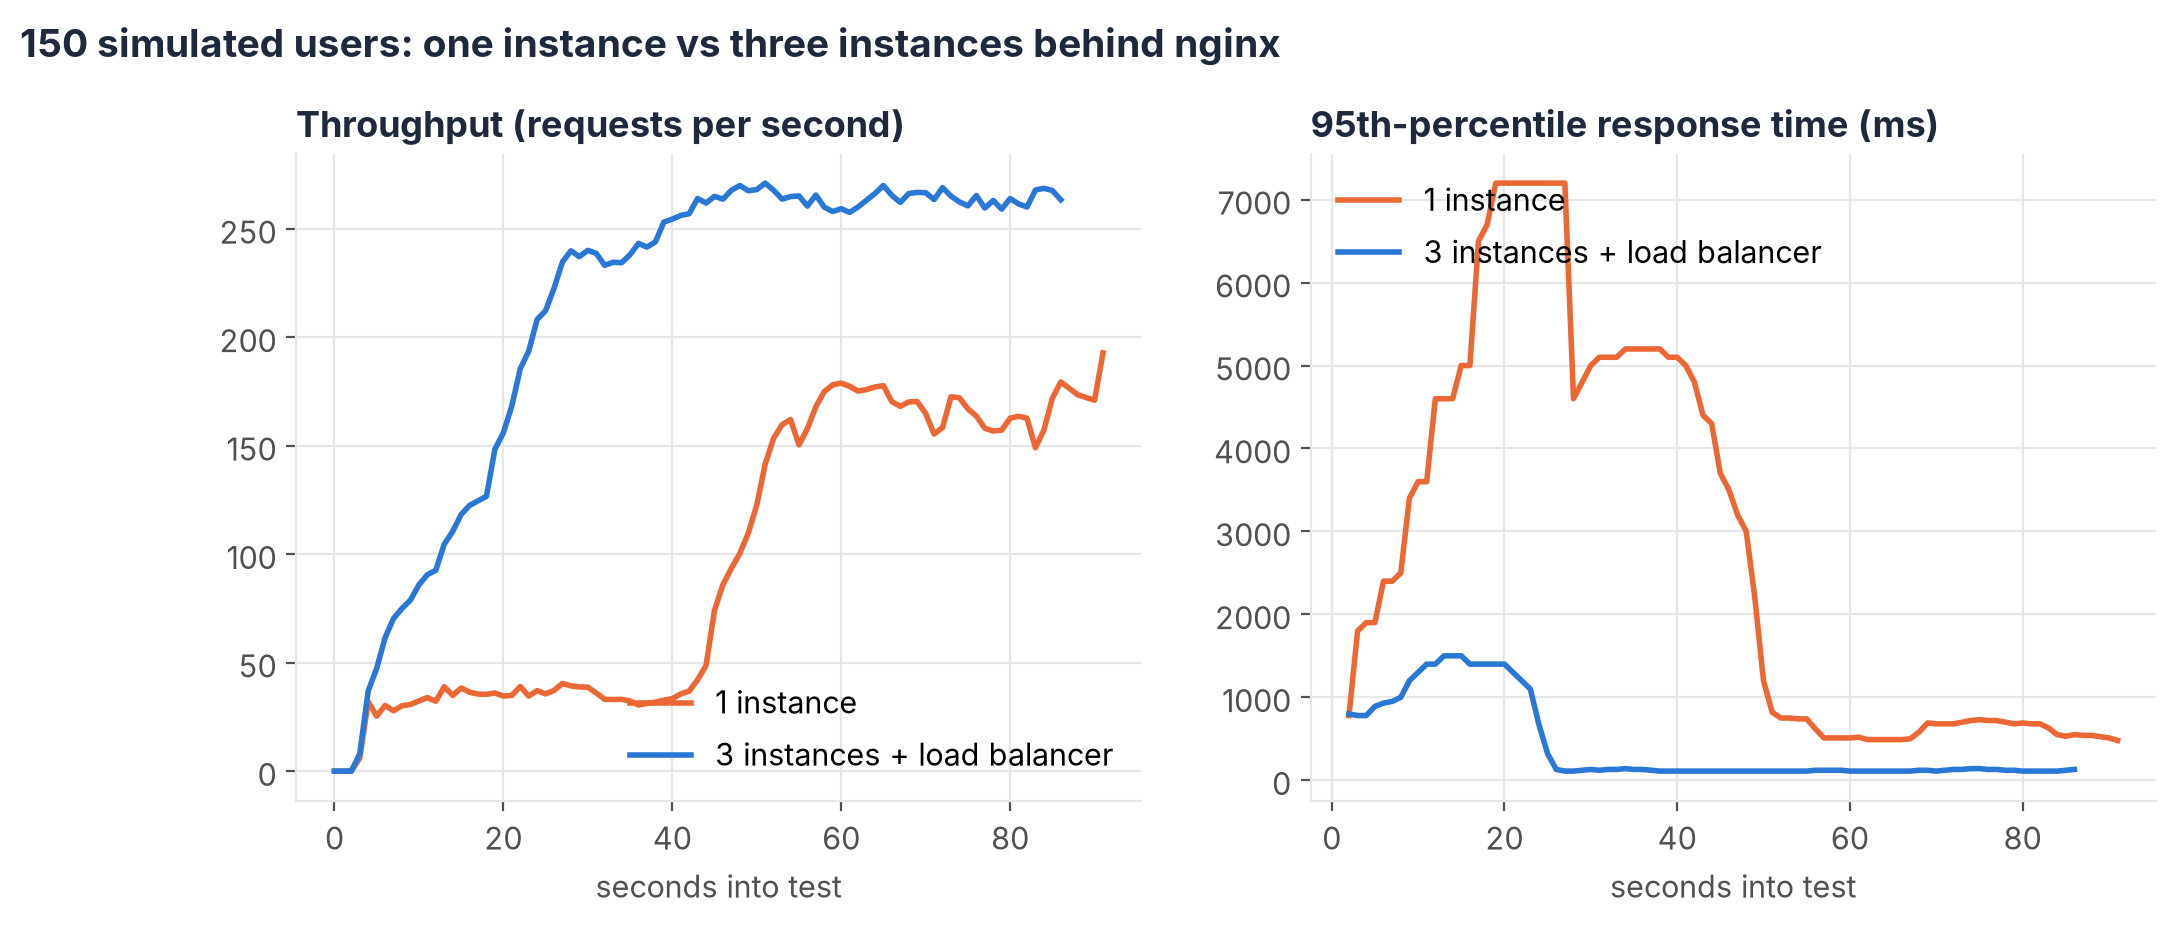 150 simulated users: one instance vs three instances behind nginx
Throughput (requests per second)
250
200
150
100
50
0
1 instance
3 instances + load balancer
0 20 40 60 80
seconds into test
95th-percentile response time (ms)
7000
6000
5000
4000
3000
2000
1000
0
1 instance
3 instances + load balancer
0 20 40 60 80
seconds into test